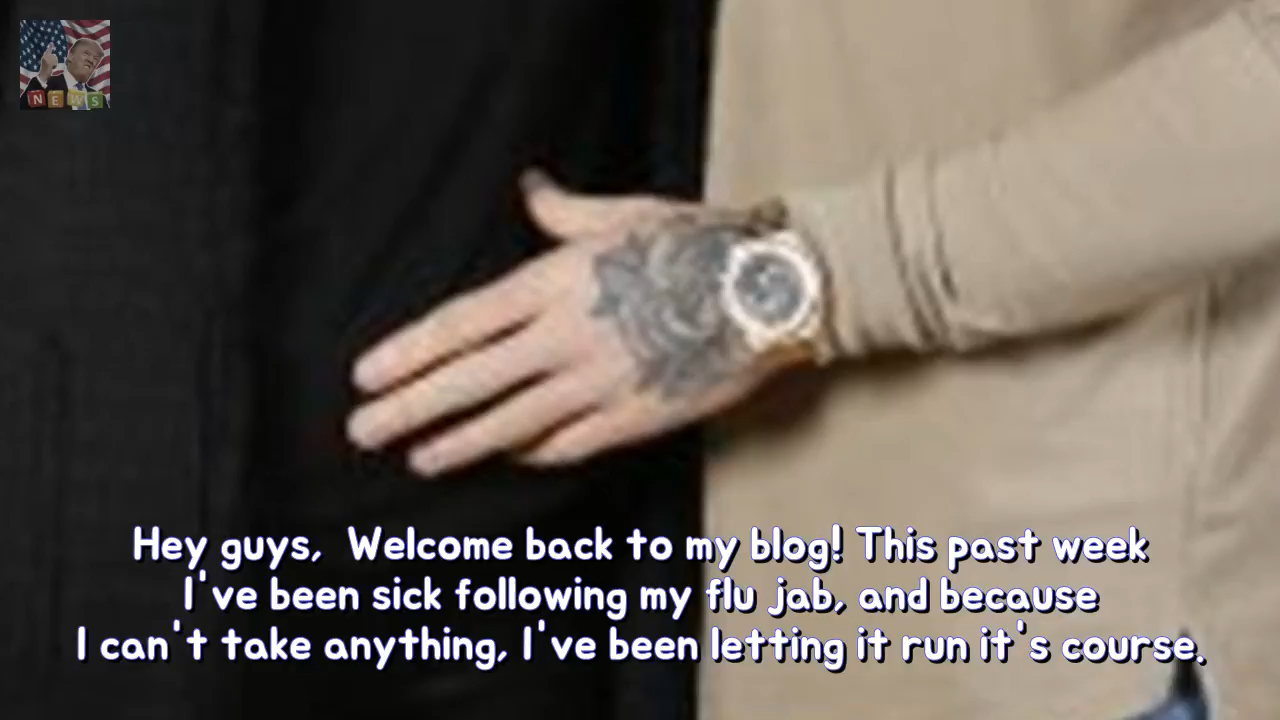 NEWS
Hey guys,  Welcome back to my blog! This past week
I've been sick following my flu jab, and because
I can't take anything, I've been letting it run it's course.